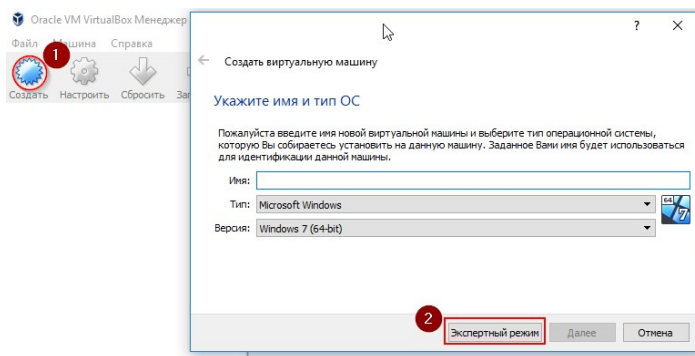 Oracle VM VirtualBox Менеджер
Файл Машина Справка
1
Создать Настроить Сбросить
? X
Создать виртуальную машину
Укажите имя и тип ОС
Пожалуйста введите имя новой виртуальной машины и выберите тип операционной системы,
которую Вы собираетесь установить на данную машину. Заданное Вами имя будет использоваться
для идентификации данной машины.
Имя:
Тип: Microsoft Windows
64
7
Версия: Windows 7 (64-bit)
2
Экспертный режим Далее Отмена